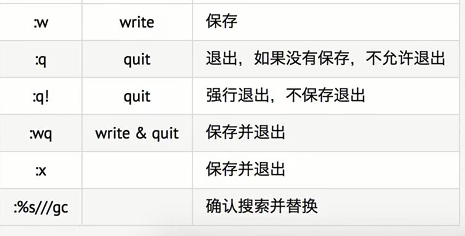 :w write 保存
:q quit 退出，如果没有保存，不允许退出
:q! quit 强行退出，不保存退出
:wq write & quit 保存并退出
:x 保存并退出
:%s///gc 确认搜索并替换